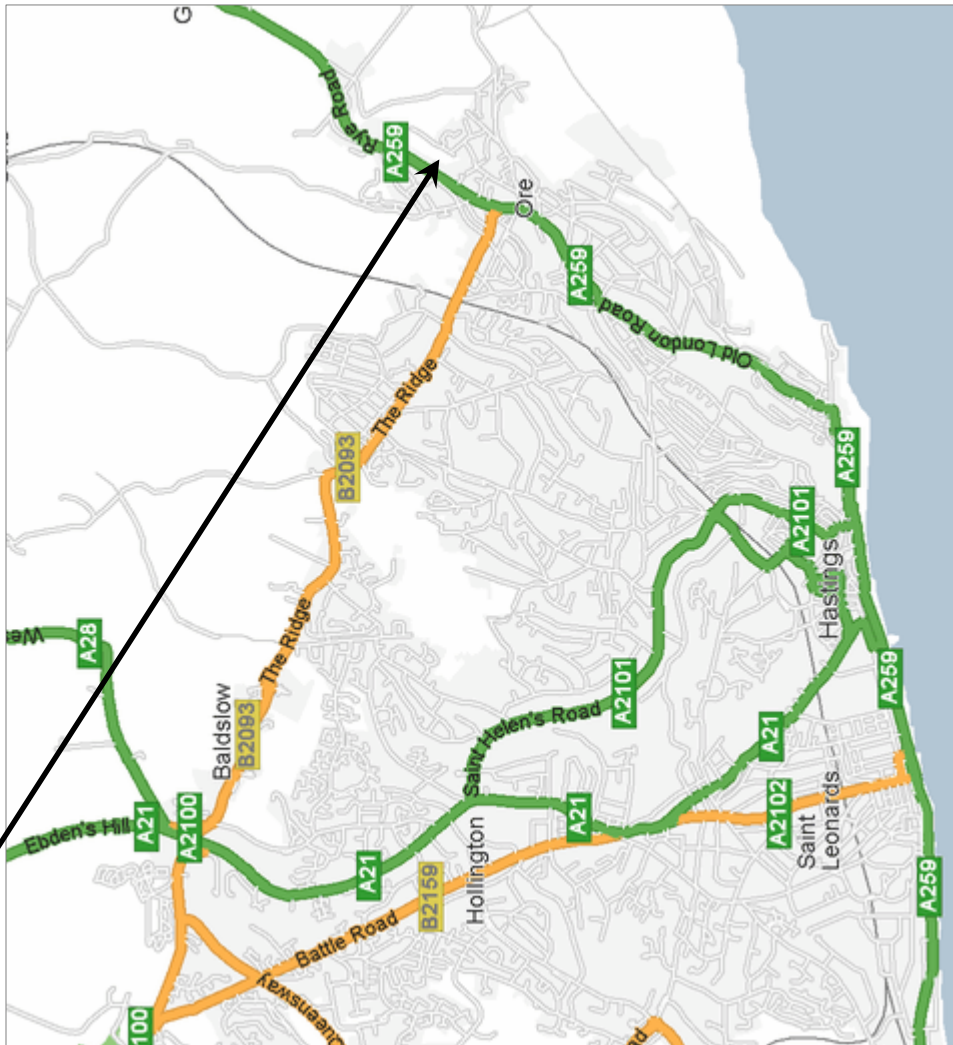 G
Rye Road
A259
Ore
A259
Old London Road
The Ridge
B2093
A259
A2101
Hastings
The Ridge
A28
Wes
Baldslow
B2093
A2101
Saint Helen's Road
A259
A21
A21
Ebden's Hill
A21
A2100
A2102
Saint
Leonards
A21
Hollington
B2159
A259
Battle Road
Queensway
100
ad